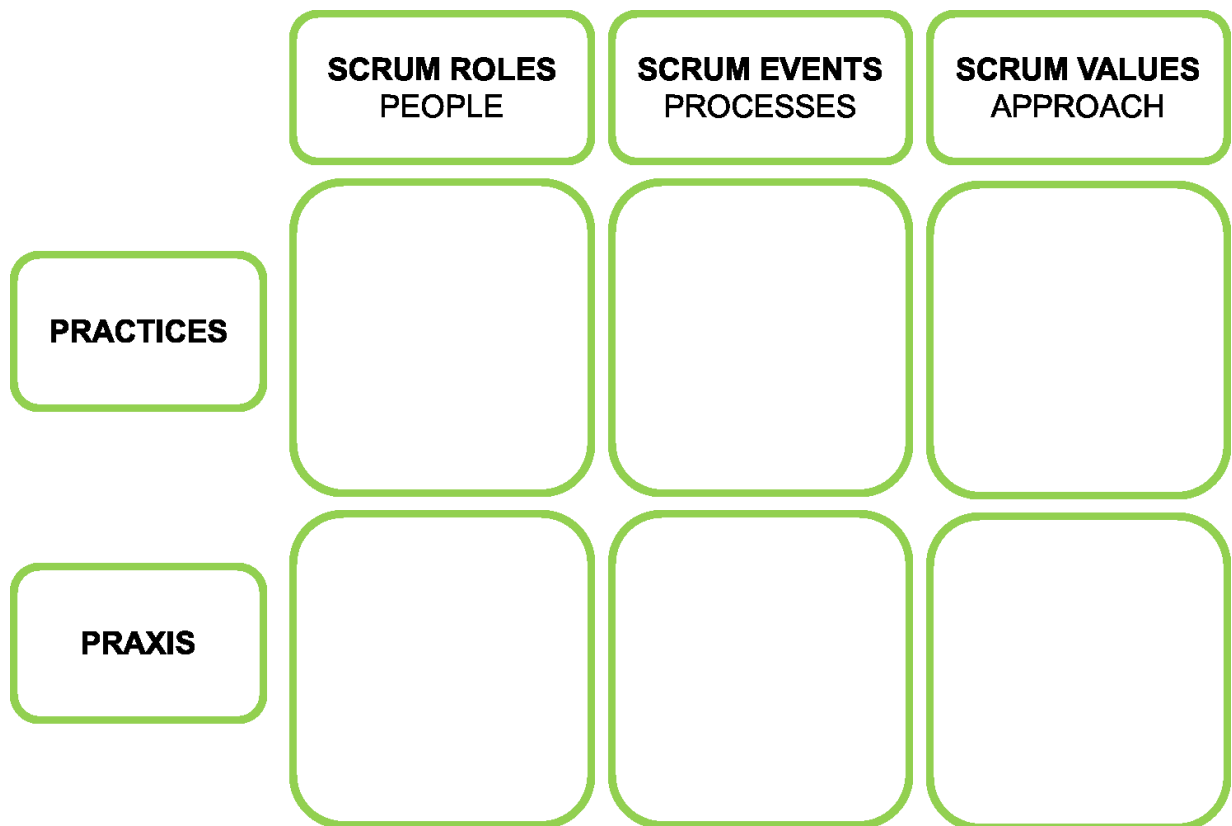 SCRUM ROLES
PEOPLE
SCRUM EVENTS
PROCESSES
SCRUM VALUES
APPROACH
PRACTICES
PRAXIS